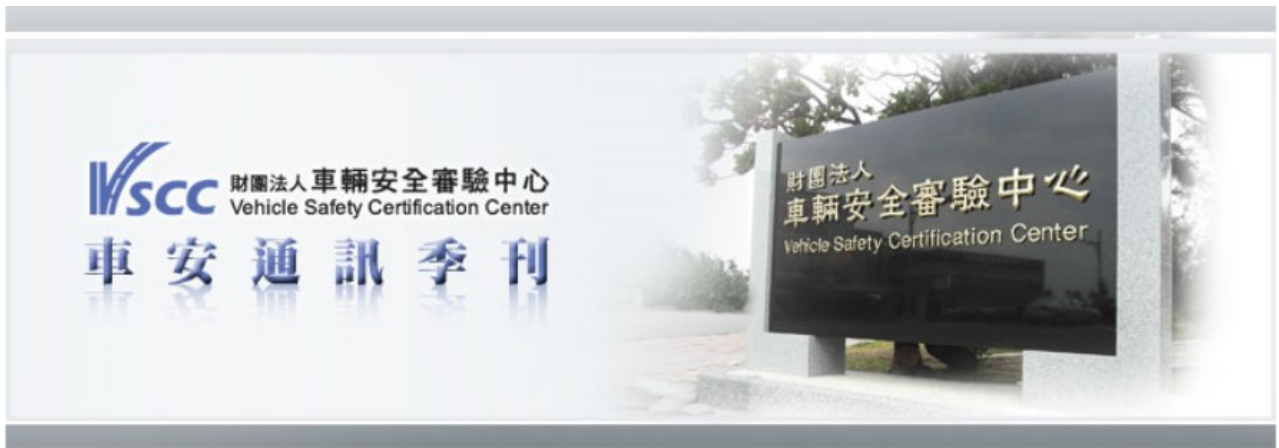 VSCC
財團法人車輛安全審驗中心
Vehicle Safety Certification Center
車安通訊季刊
財團法人
車輛安全審驗中心
Vehicle Safety Certification Center